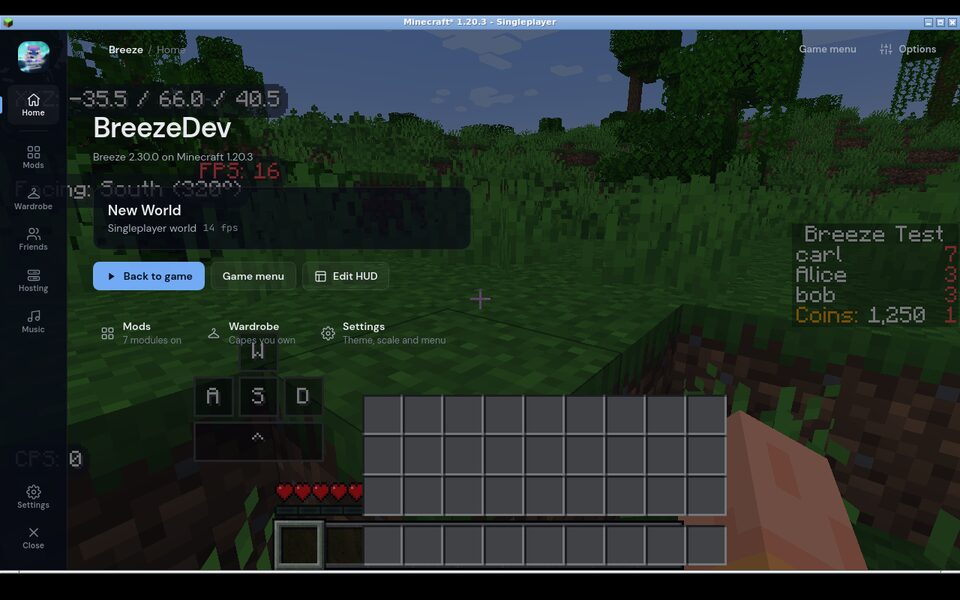 Minecraft* 1.20.3 - Singleplayer
Breeze / Home
Game menu
Options
-35.5 / 66.0 / 40.5
Home
BreezeDev
Breeze 2.30.0 on Minecraft 1.20.3
FPS: 16
Mods
Facing: South (320°)
Wardrobe
New World
Singleplayer world 14 fps
Friends
Breeze Test
carl 7
Alice 3
bob 3
Coins: 1,250 1
Hosting
Back to game
Game menu
Edit HUD
Music
Mods
7 modules on
Wardrobe
Capes you own
Settings
Theme, scale and menu
W
A S D
^
CPS: 0
Settings
Close